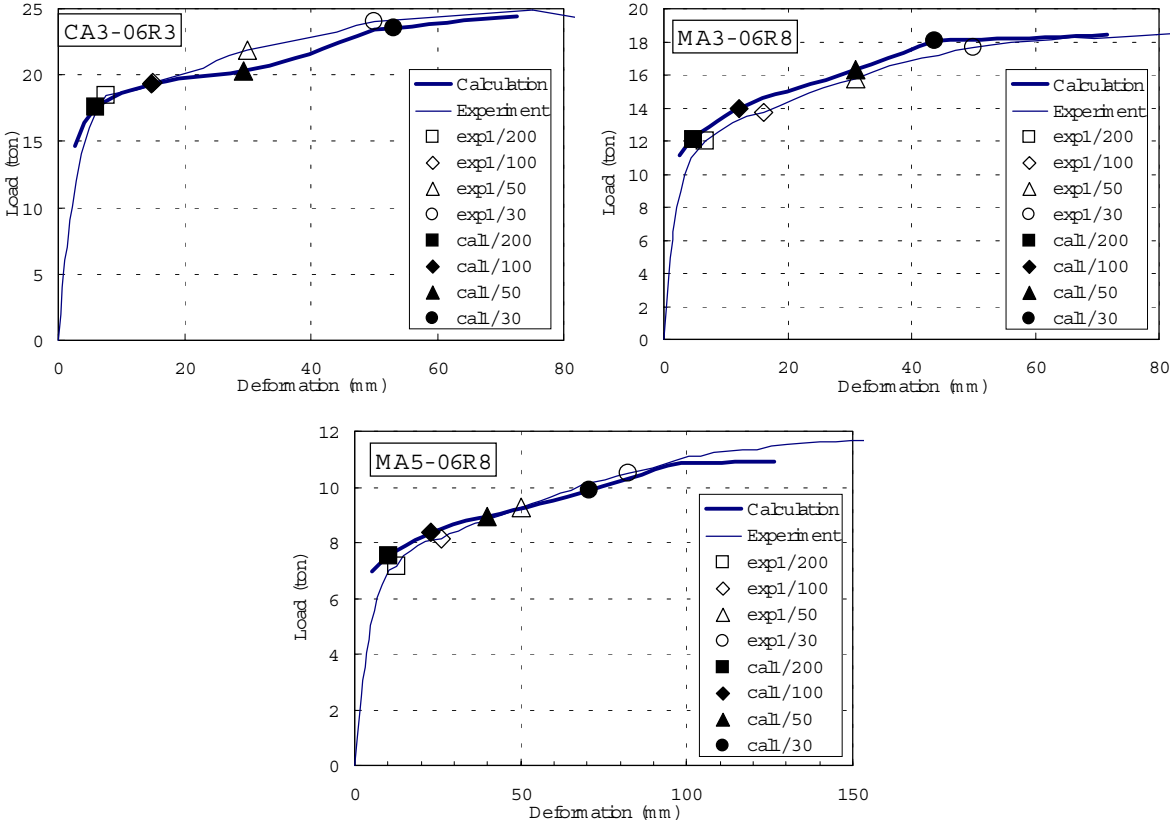 CA3-06R3
25
20
15
10
5
0
Load (ton)
0 20 40 60 80
Deformation (mm)
Calculation
Experiment
exp1/200
exp1/100
exp1/50
exp1/30
cal1/200
cal1/100
cal1/50
cal1/30
MA3-06R8
20
18
16
14
12
10
8
6
4
2
0
Load (ton)
0 20 40 60 80
Deformation (mm)
Calculation
Experiment
exp1/200
exp1/100
exp1/50
exp1/30
cal1/200
cal1/100
cal1/50
cal1/30
MA5-06R8
12
10
8
6
4
2
0
Load (ton)
0 50 100 150
Deformation (mm)
Calculation
Experiment
exp1/200
exp1/100
exp1/50
exp1/30
cal1/200
cal1/100
cal1/50
cal1/30